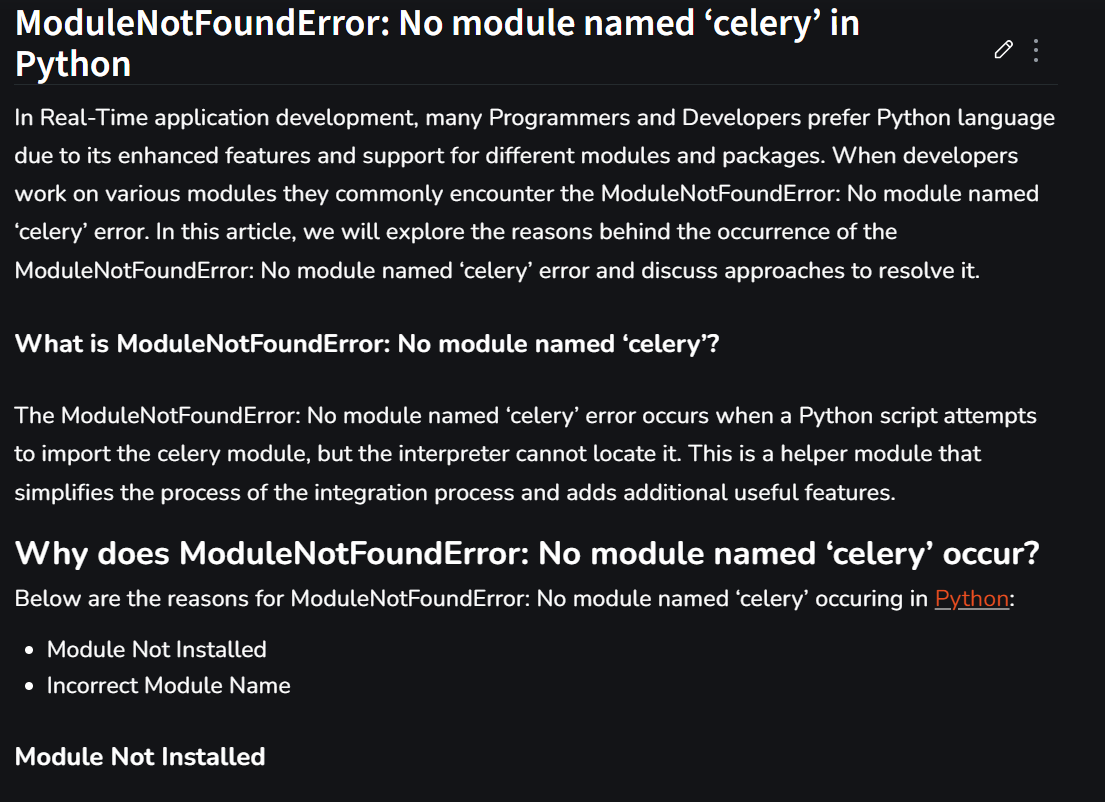 ModuleNotFoundError: No module named ‘celery’ in
Python
In Real-Time application development, many Programmers and Developers prefer Python language
due to its enhanced features and support for different modules and packages. When developers
work on various modules they commonly encounter the ModuleNotFoundError: No module named
‘celery’ error. In this article, we will explore the reasons behind the occurrence of the
ModuleNotFoundError: No module named ‘celery’ error and discuss approaches to resolve it.
What is ModuleNotFoundError: No module named ‘celery’?
The ModuleNotFoundError: No module named ‘celery’ error occurs when a Python script attempts
to import the celery module, but the interpreter cannot locate it. This is a helper module that
simplifies the process of the integration process and adds additional useful features.
Why does ModuleNotFoundError: No module named ‘celery’ occur?
Below are the reasons for ModuleNotFoundError: No module named ‘celery’ occuring in Python:
• Module Not Installed
• Incorrect Module Name
Module Not Installed